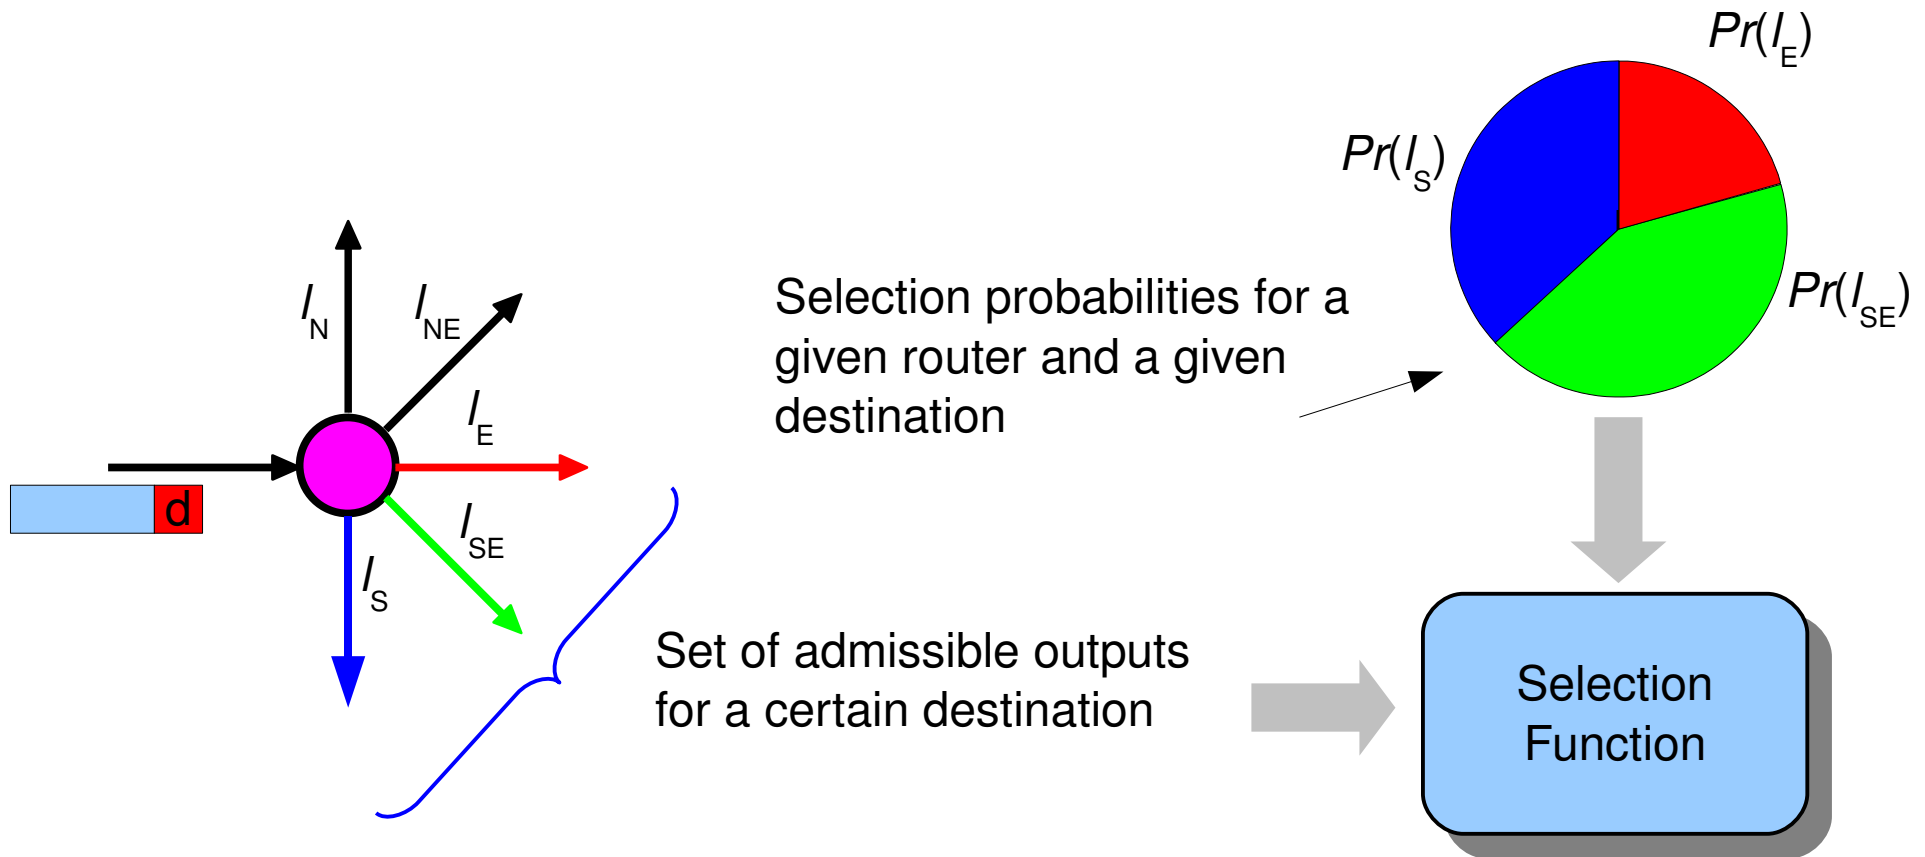 Pr(l_E)
Pr(l_S)
Pr(l_SE)
l_N
l_NE
l_E
l_SE
l_S
d
Selection probabilities for a
given router and a given
destination
Set of admissible outputs
for a certain destination
Selection
Function